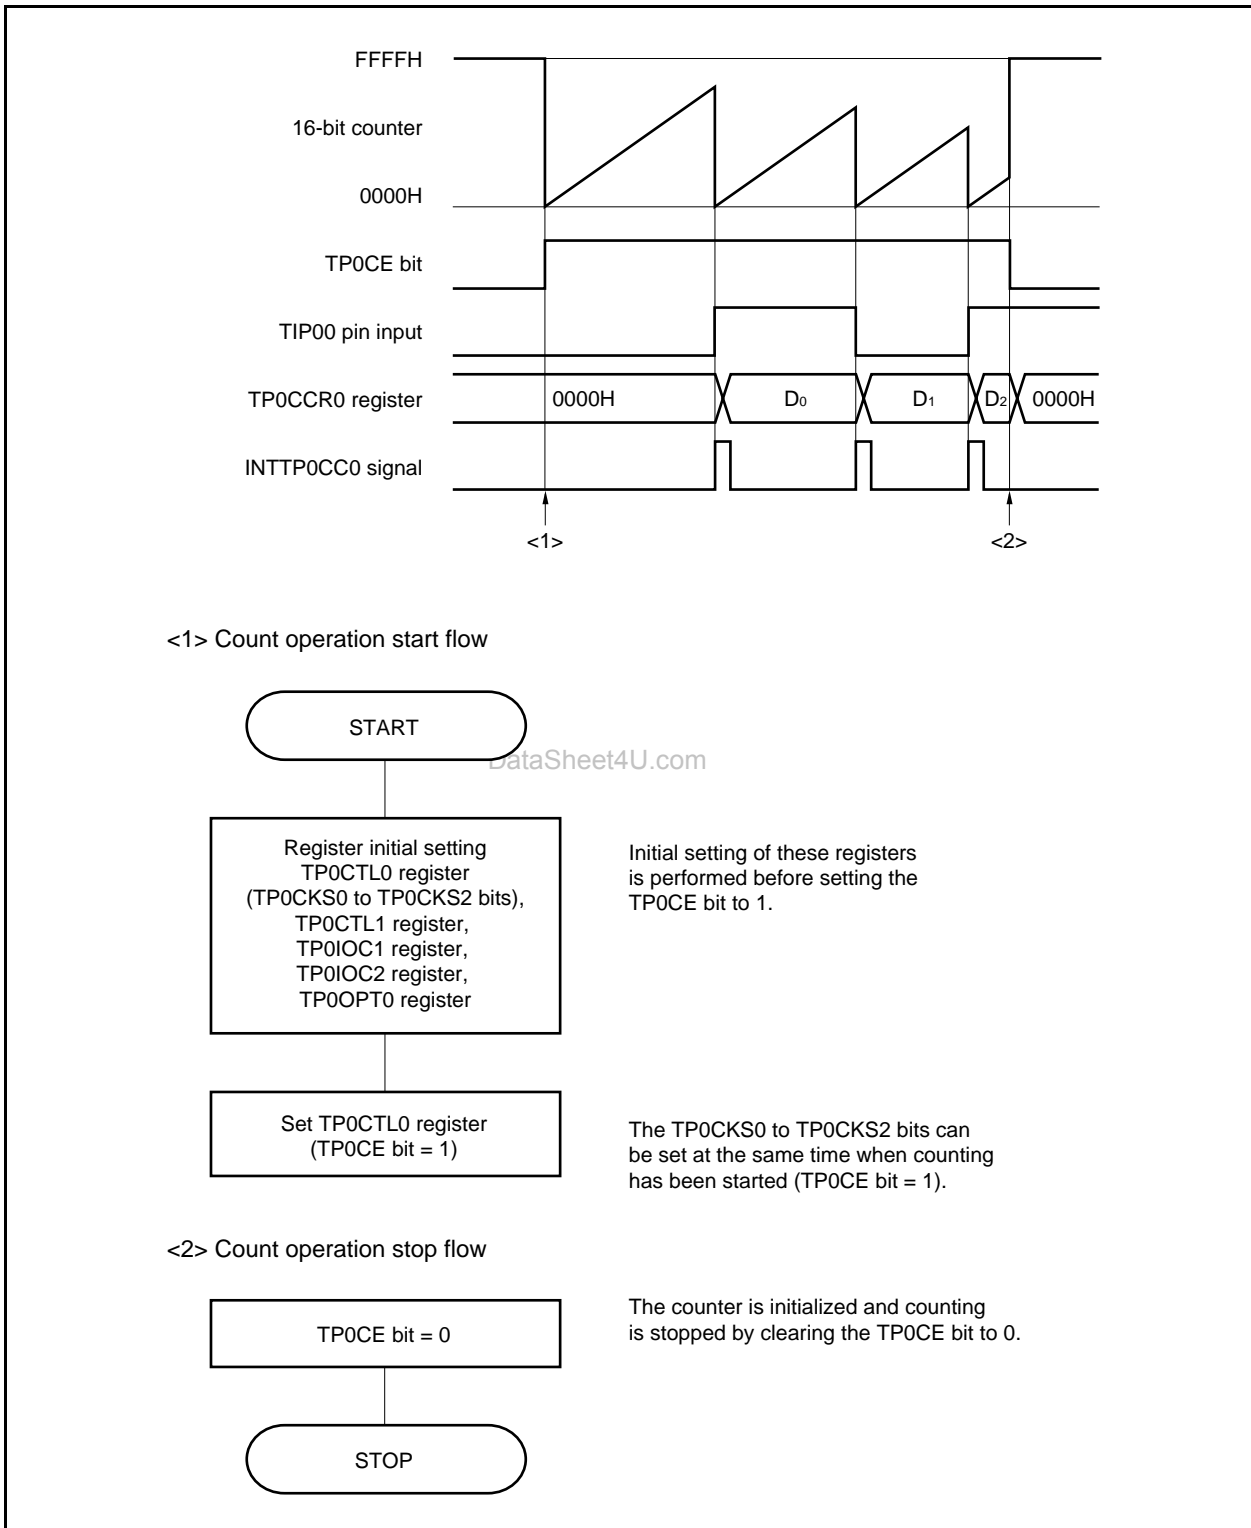 FFFFH
16-bit counter
0000H
TP0CE bit
TIP00 pin input
TP0CCR0 register
0000H
D0
D1
D2
0000H
INTTP0CC0 signal
<1>
<2>
<1> Count operation start flow
START
DataSheet4U.com
Register initial setting
TP0CTL0 register
(TP0CKS0 to TP0CKS2 bits),
TP0CTL1 register,
TP0IOC1 register,
TP0IOC2 register,
TP0OPT0 register
Initial setting of these registers
is performed before setting the
TP0CE bit to 1.
Set TP0CTL0 register
(TP0CE bit = 1)
The TP0CKS0 to TP0CKS2 bits can
be set at the same time when counting
has been started (TP0CE bit = 1).
<2> Count operation stop flow
TP0CE bit = 0
The counter is initialized and counting
is stopped by clearing the TP0CE bit to 0.
STOP